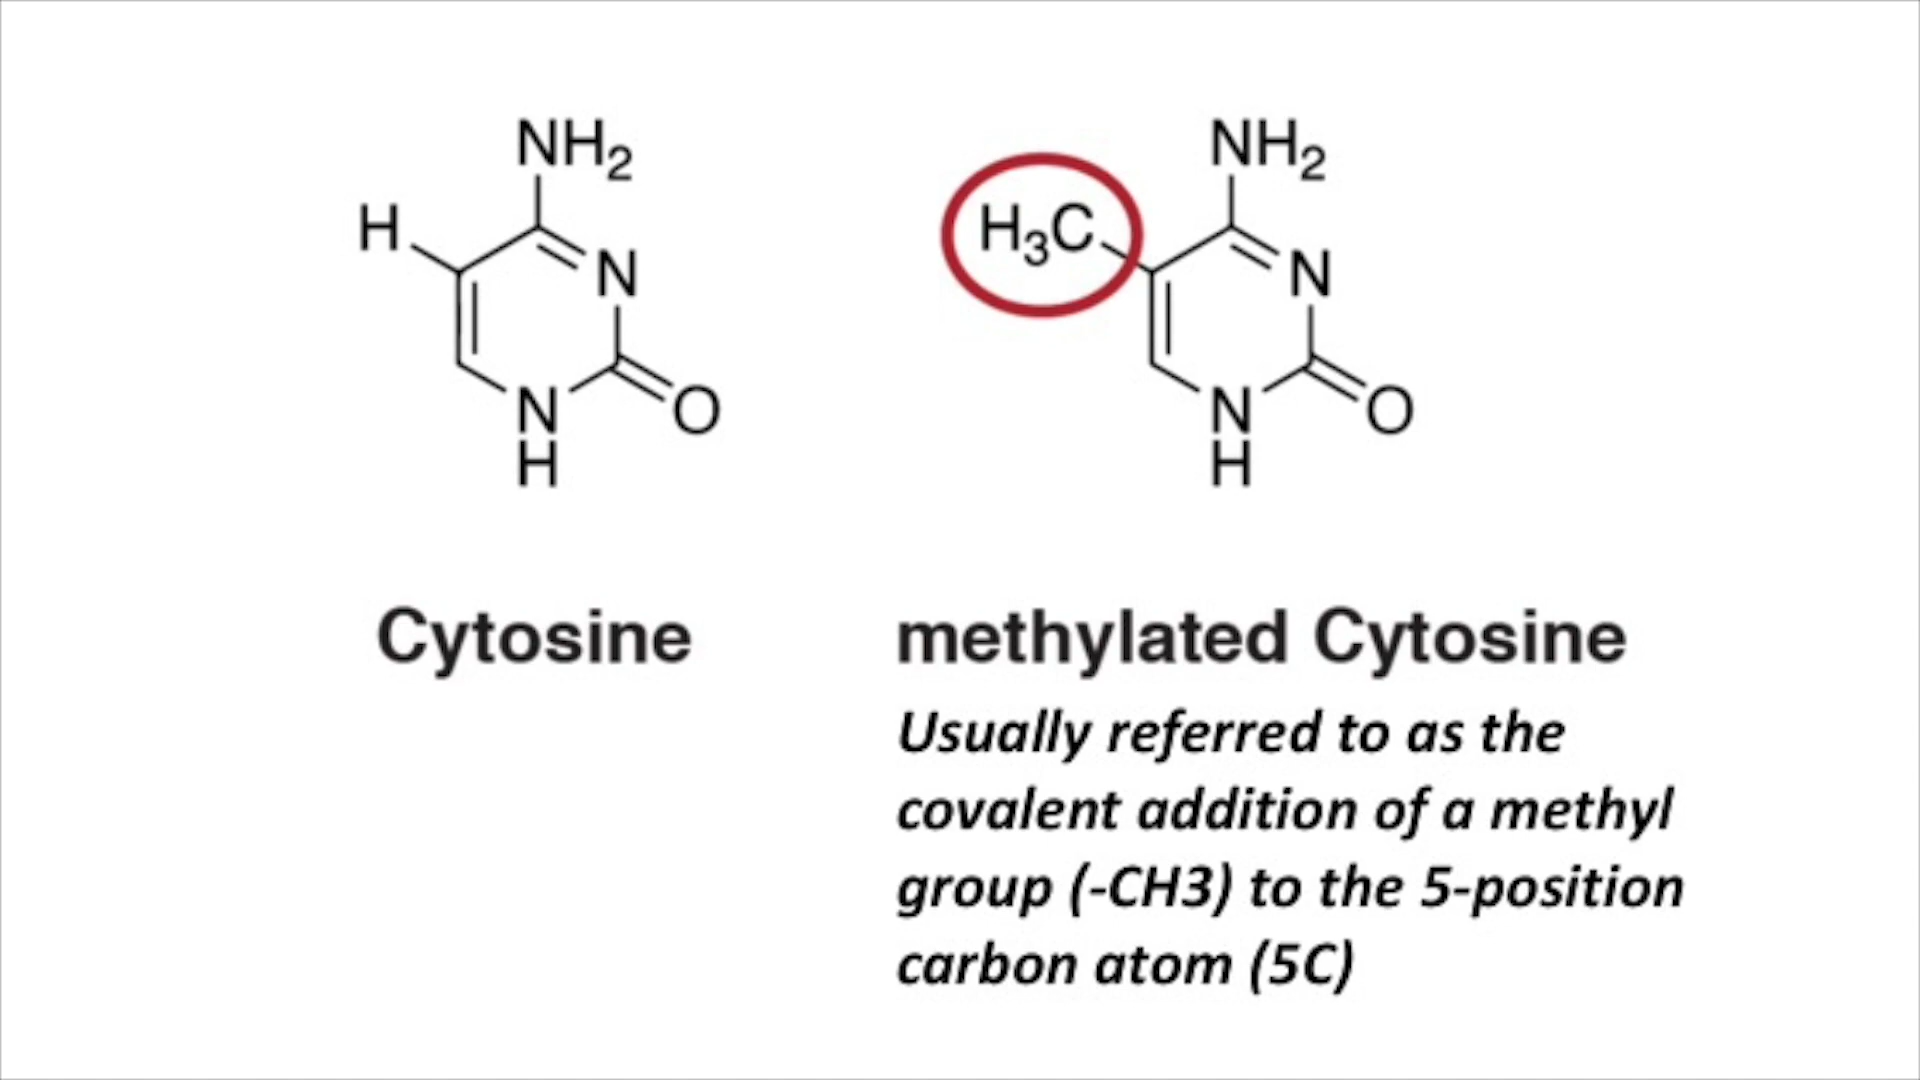 NH2
H
N
N
H
O
NH2
H3C
N
N
H
O
Cytosine
methylated Cytosine
Usually referred to as the
covalent addition of a methyl
group (-CH3) to the 5-position
carbon atom (5C)